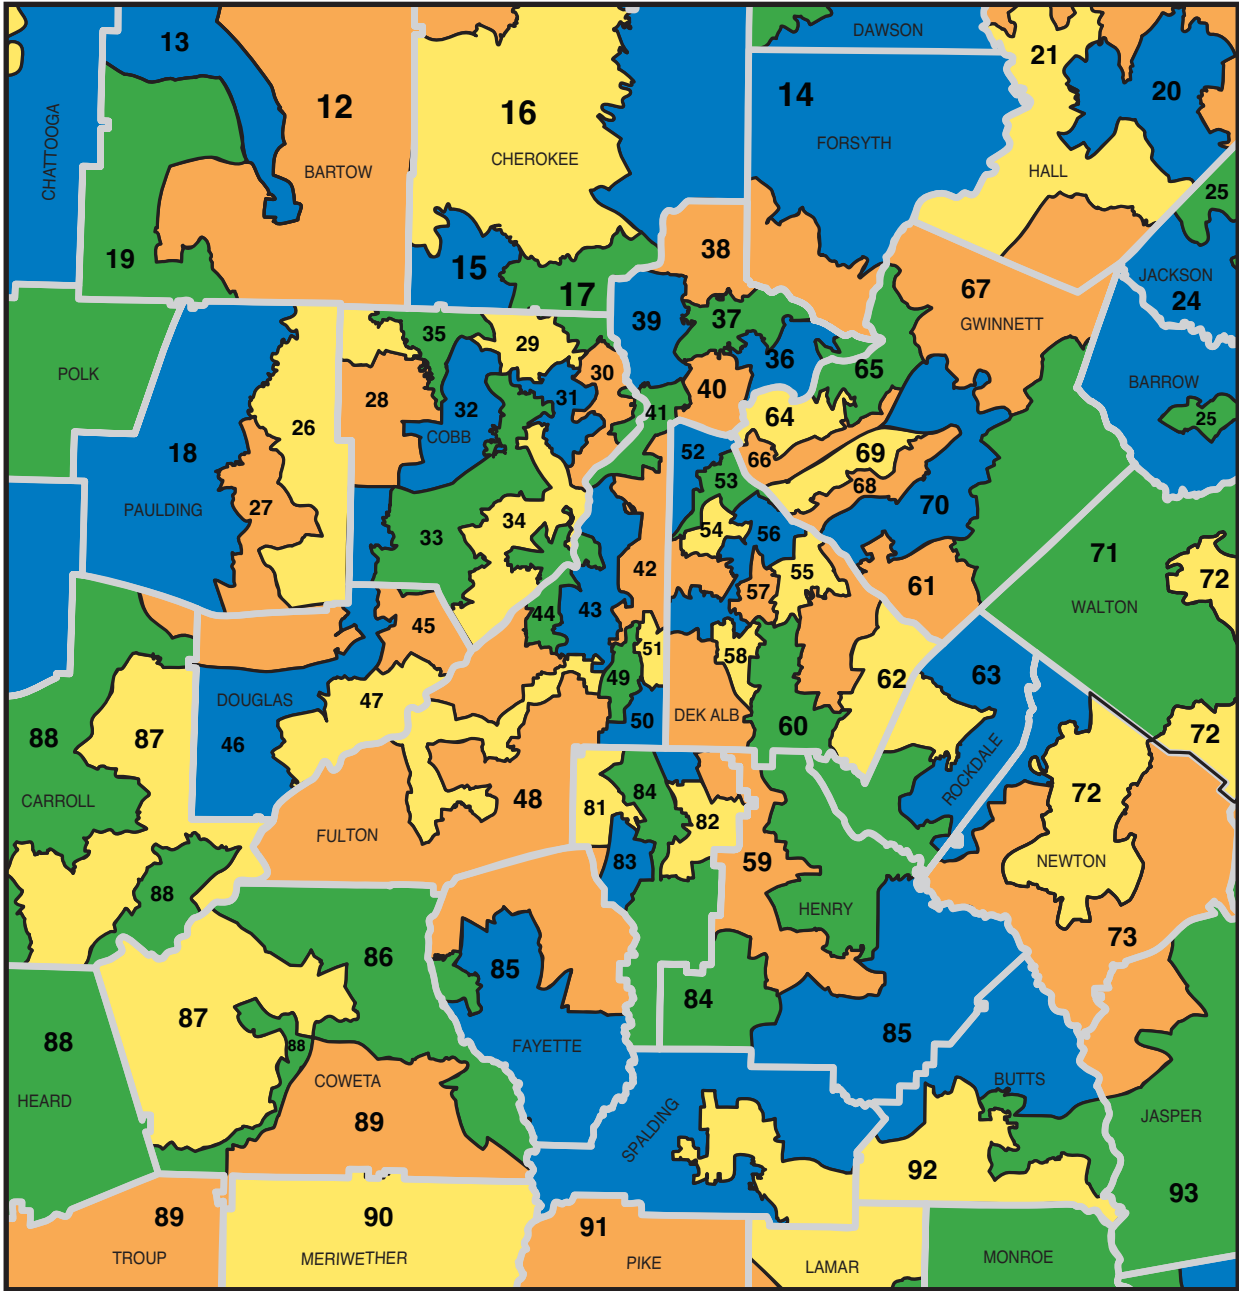 DAWSON
13
21
14
20
12
16
CHATTOOGA
FORSYTH
CHEROKEE
BARTOW
HALL
25
38
19
15
JACKSON
67
17
24
39
37
GWINNETT
35
29
36
POLK
30
65
BARROW
28
40
31
32
41
64
25
26
COBB
18
52
66
69
53
68
27
PAULDING
70
34
54
56
33
71
42
55
72
57
61
43
WALTON
44
45
51
58
49
62
63
47
DOUGLAS
50
DEK ALB
60
88
87
46
72
ROCKDALE
84
72
CARROLL
48
81
82
FULTON
83
59
NEWTON
88
HENRY
73
86
85
84
87
85
88
88
FAYETTE
COWETA
BUTTS
HEARD
89
SPALDING
JASPER
92
93
89
90
91
TROUP
MERIWETHER
PIKE
LAMAR
MONROE